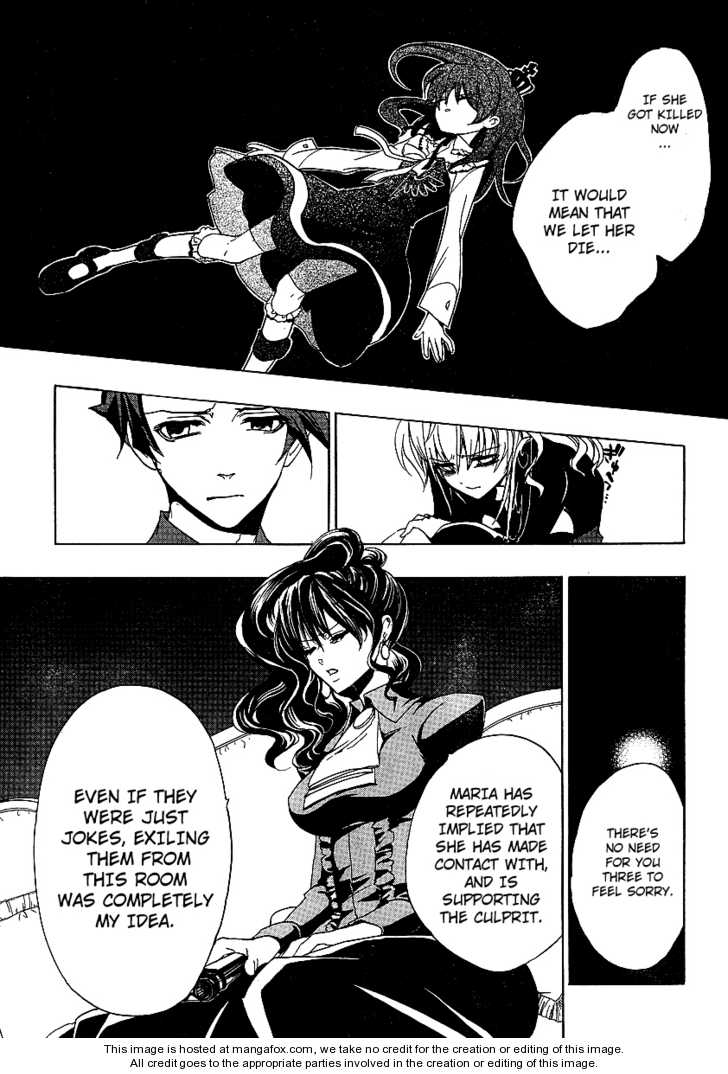 IF SHE
GOT KILLED
NOW
...
IT WOULD
MEAN THAT
WE LET HER
DIE...
THERE'S
NO NEED
FOR YOU
THREE TO
FEEL SORRY.
MARIA HAS
REPEATEDLY
IMPLIED THAT
SHE HAS MADE
CONTACT WITH,
AND IS
SUPPORTING
THE CULPRIT.
EVEN IF THEY
WERE JUST
JOKES, EXILING
THEM FROM
THIS ROOM
WAS COMPLETELY
MY IDEA.
This image is hosted at mangafox.com, we take no credit for the creation or editing of this image.
All credit goes to the appropriate parties involved in the creation or editing of this image.